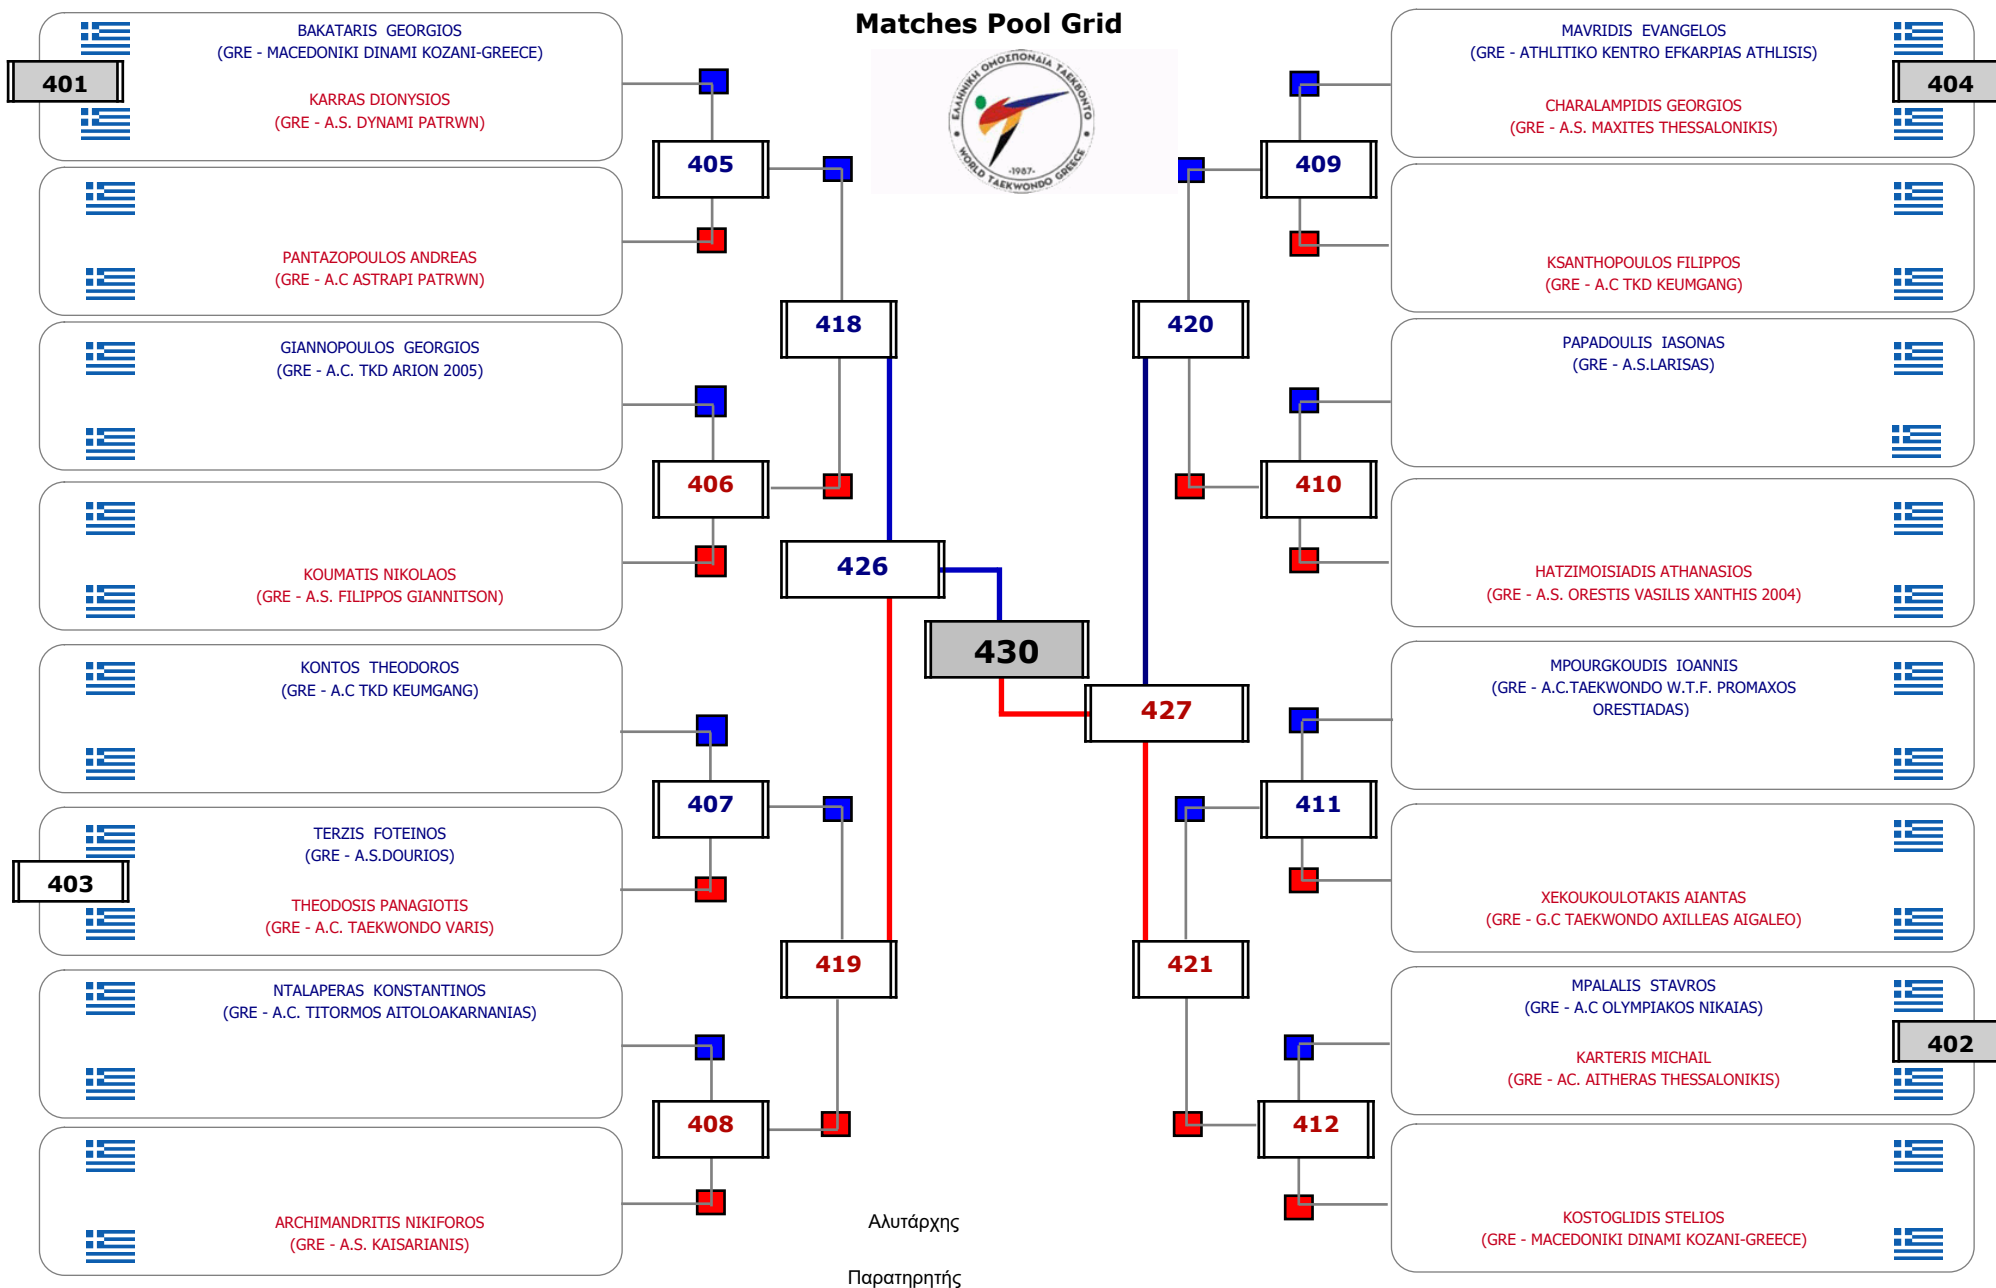 Matches Pool Grid
ΕΛΛΗΝΙΚΗ ΟΜΟΣΠΟΝΔΙΑ ΤΑΕΚΒΟΝΤΟ
-1987-
WORLD TAEKWONDO GREECE
BAKATARIS GEORGIOS
(GRE - MACEDONIKI DINAMI KOZANI-GREECE)
401
KARRAS DIONYSIOS
(GRE - A.S. DYNAMI PATRWN)
405
PANTAZOPOULOS ANDREAS
(GRE - A.C ASTRAPI PATRWN)
418
GIANNOPOULOS GEORGIOS
(GRE - A.C. TKD ARION 2005)
406
KOUMATIS NIKOLAOS
(GRE - A.S. FILIPPOS GIANNITSON)
426
KONTOS THEODOROS
(GRE - A.C TKD KEUMGANG)
407
TERZIS FOTEINOS
(GRE - A.S.DOURIOS)
403
THEODOSIS PANAGIOTIS
(GRE - A.C. TAEKWONDO VARIS)
419
NTALAPERAS KONSTANTINOS
(GRE - A.C. TITORMOS AITOLOAKARNANIAS)
408
ARCHIMANDRITIS NIKIFOROS
(GRE - A.S. KAISARIANIS)
430
MAVRIDIS EVANGELOS
(GRE - ATHLITIKO KENTRO EFKARPIAS ATHLISIS)
404
CHARALAMPIDIS GEORGIOS
(GRE - A.S. MAXITES THESSALONIKIS)
409
KSANTHOPOULOS FILIPPOS
(GRE - A.C TKD KEUMGANG)
420
PAPADOULIS IASONAS
(GRE - A.S.LARISAS)
410
HATZIMOISIADIS ATHANASIOS
(GRE - A.S. ORESTIS VASILIS XANTHIS 2004)
427
MPOURGKOUDIS IOANNIS
(GRE - A.C.TAEKWONDO W.T.F. PROMAXOS
ORESTIADAS)
411
XEKOUKOULOTAKIS AIANTAS
(GRE - G.C TAEKWONDO AXILLEAS AIGALEO)
421
MPALALIS STAVROS
(GRE - A.C OLYMPIAKOS NIKAIAS)
402
KARTERIS MICHAIL
(GRE - AC. AITHERAS THESSALONIKIS)
412
KOSTOGLIDIS STELIOS
(GRE - MACEDONIKI DINAMI KOZANI-GREECE)
Αλυτάρχης
Παρατηρητής